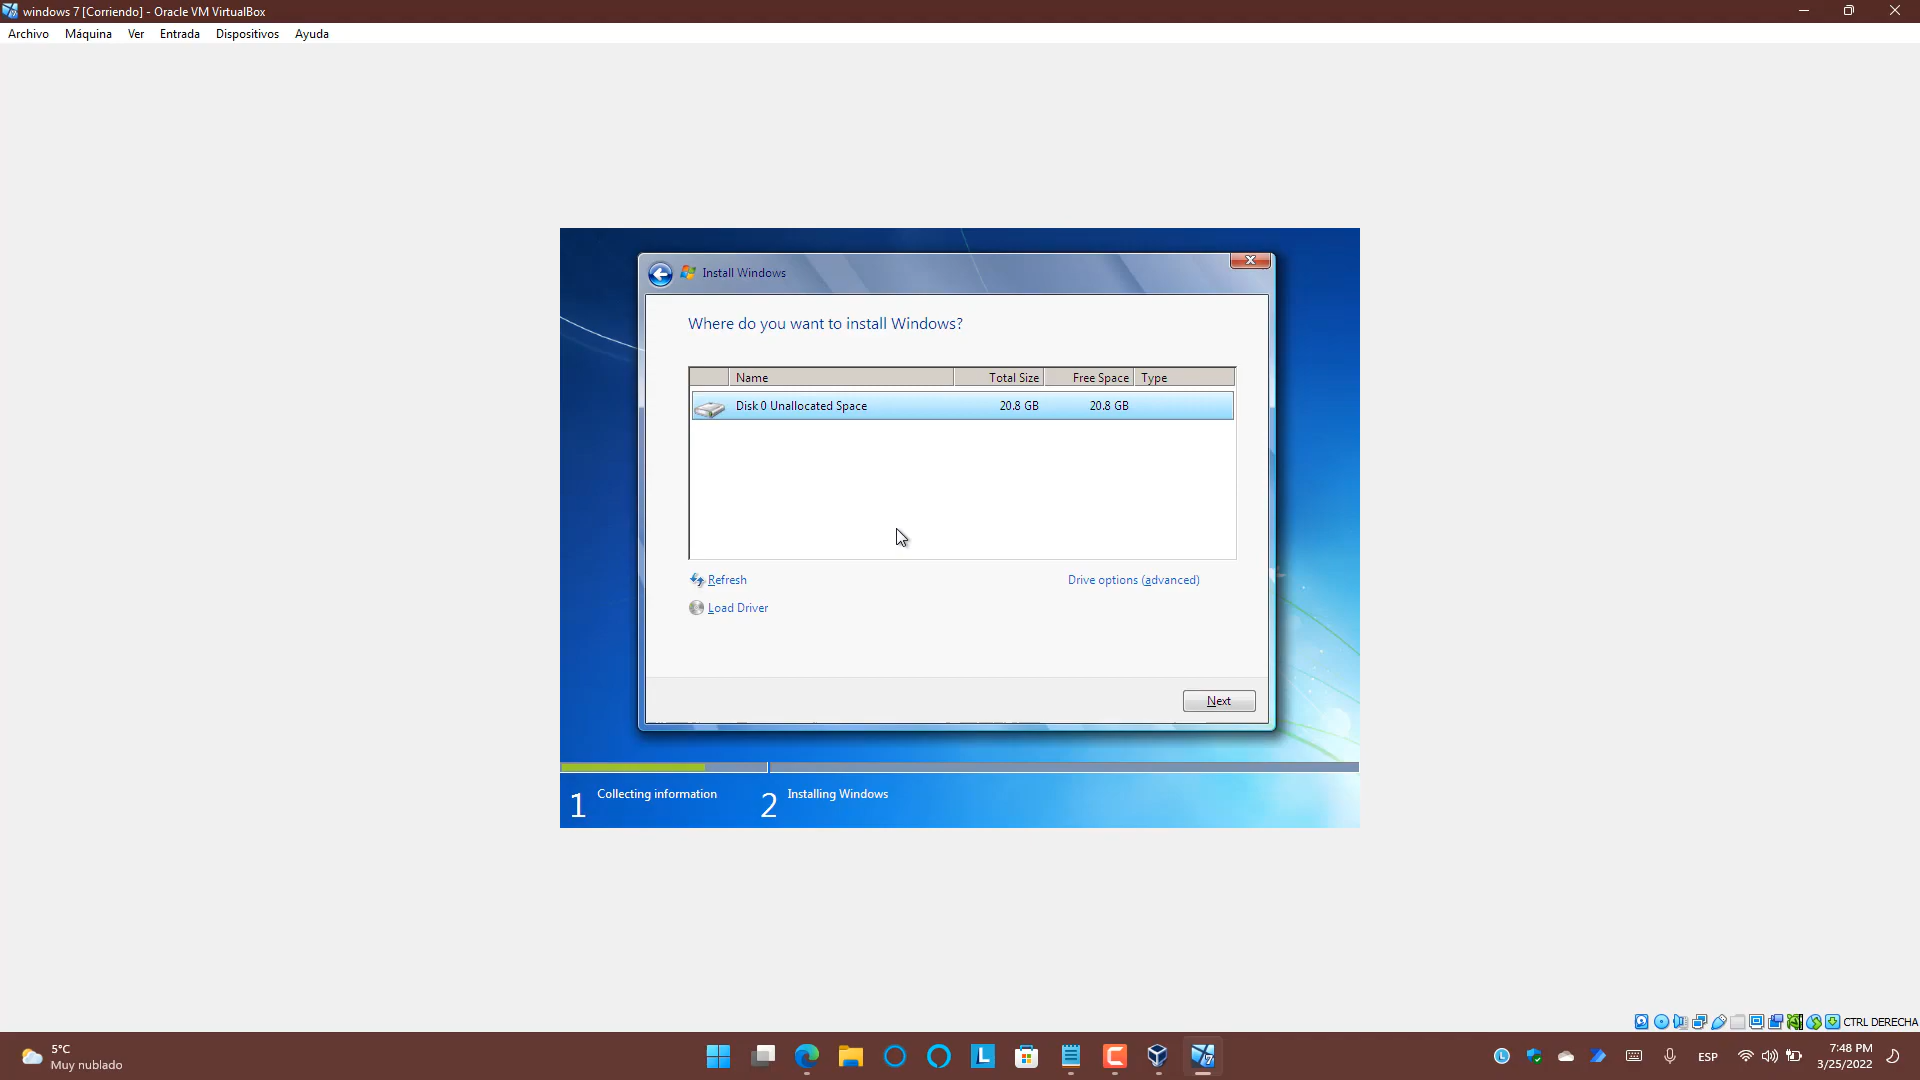 windows 7 [Corriendo] - Oracle VM VirtualBox
Archivo Máquina Ver Entrada Dispositivos Ayuda
Install Windows
Where do you want to install Windows?
Name Total Size Free Space Type
Disk 0 Unallocated Space 20.8 GB 20.8 GB
Refresh Drive options (advanced)
Load Driver
Next
1 Collecting information 2 Installing Windows
CTRL DERECHA
5°C
Muy nublado
L
7
ESP
7:48 PM
3/25/2022